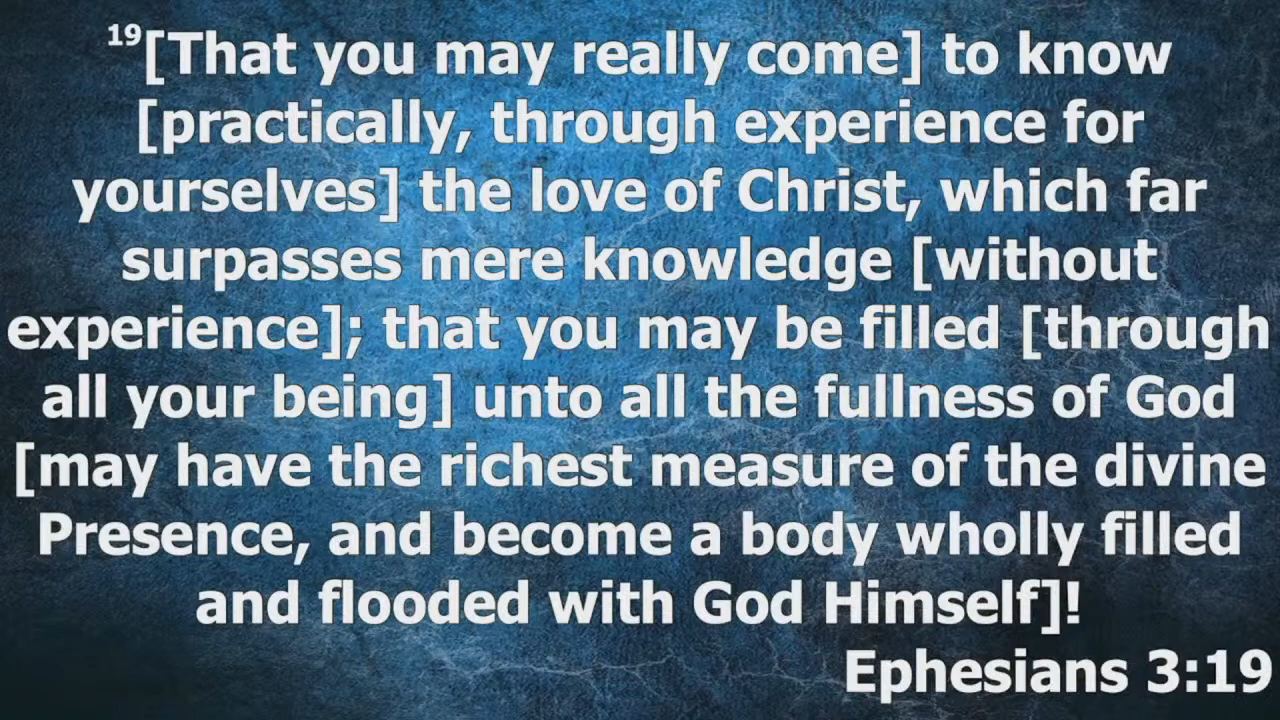 19[That you may really come] to know
[practically, through experience for
yourselves] the love of Christ, which far
surpasses mere knowledge [without
experience]; that you may be filled [through
all your being] unto all the fullness of God
[may have the richest measure of the divine
Presence, and become a body wholly filled
and flooded with God Himself]!
Ephesians 3:19